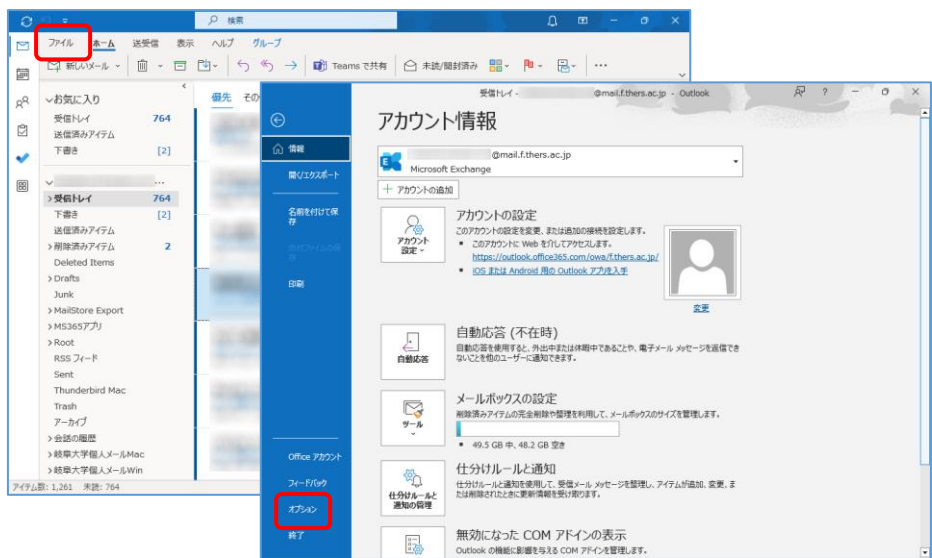 検索
ファイル ホーム 送受信 表示 ヘルプ グループ
新しいメール Teams で共有 未読/開封済み ...
お気に入り
受信トレイ 764
送信済みアイテム
下書き [2]
...
受信トレイ 764
下書き [2]
送信済みアイテム
削除済みアイテム 2
Deleted Items
Drafts
Junk
MailStore Export
MS365アプリ
Root
RSS フィード
Sent
Thunderbird Mac
Trash
アーカイブ
会話の履歴
岐阜大学個人メールMac
岐阜大学個人メールWin
アイテム数: 1,261 未読: 764
優先 その
受信トレイ - @mail.f.thers.ac.jp - Outlook
?
情報
開く/エクスポート
名前を付けて保
存
添付ファイルの保
存
印刷
Office アカウント
フィードバック
オプション
終了
アカウント情報
@mail.f.thers.ac.jp
Microsoft Exchange
アカウントの追加
アカウント
設定
アカウントの設定
このアカウントの設定を変更、または追加の接続を設定します。
このアカウントに Web を介してアクセスします。
https://outlook.office365.com/owa/f.thers.ac.jp/
iOS または Android 用の Outlook アプリを入手
変更
自動応答
自動応答 (不在時)
自動応答を使用すると、外出中または休暇中であることや、電子メール メッセージを返信でき
ないことを他のユーザーに通知できます。
ツール
メールボックスの設定
削除済みアイテムの完全削除や整理を利用して、メールボックスのサイズを管理します。
49.5 GB 中、48.2 GB 空き
仕分けルールと
通知の管理
仕分けルールと通知
仕分けルールと通知を使用して、受信メール メッセージを整理し、アイテムが追加、変更、ま
たは削除されたときに更新情報を受け取ります。
無効になった COM アドインの表示
Outlook の機能に影響を与える COM アドインを管理します。